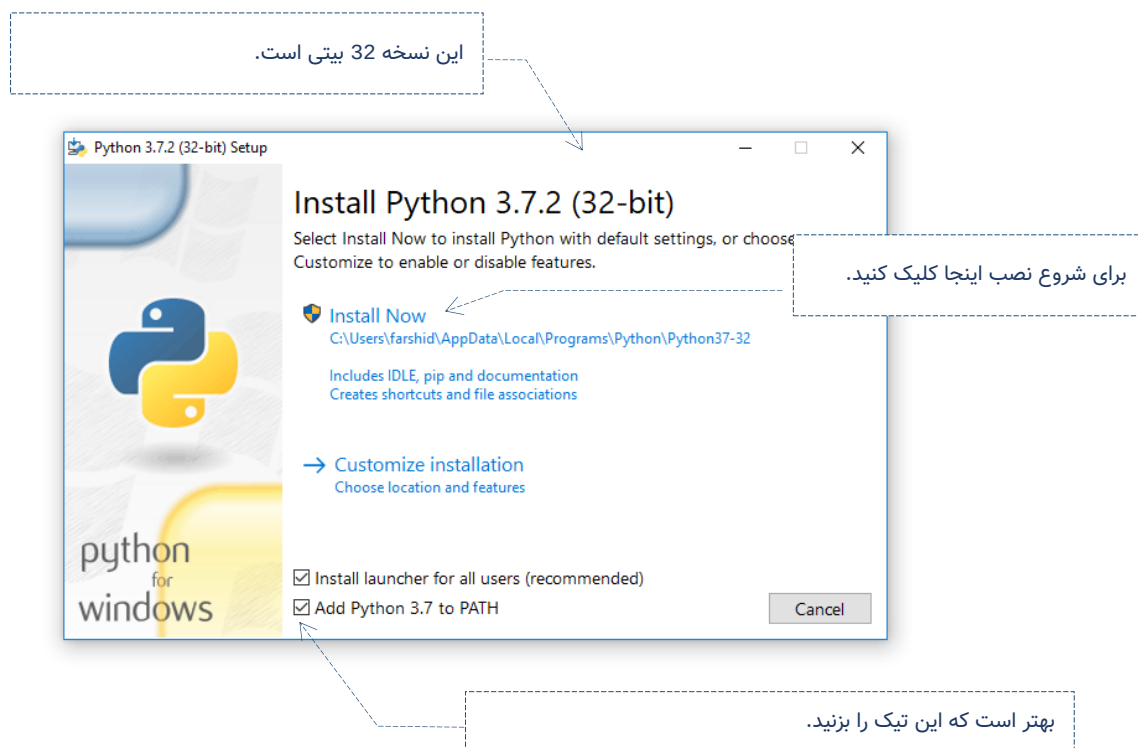 این نسخه 32 بیتی است.
Python 3.7.2 (32-bit) Setup
Install Python 3.7.2 (32-bit)
Select Install Now to install Python with default settings, or choose
Customize to enable or disable features.
برای شروع نصب اینجا کلیک کنید.
Install Now
C:\Users\farshid\AppData\Local\Programs\Python\Python37-32
Includes IDLE, pip and documentation
Creates shortcuts and file associations
Customize installation
Choose location and features
python
for
windows
Install launcher for all users (recommended)
Add Python 3.7 to PATH
Cancel
بهتر است که این تیک را بزنید.